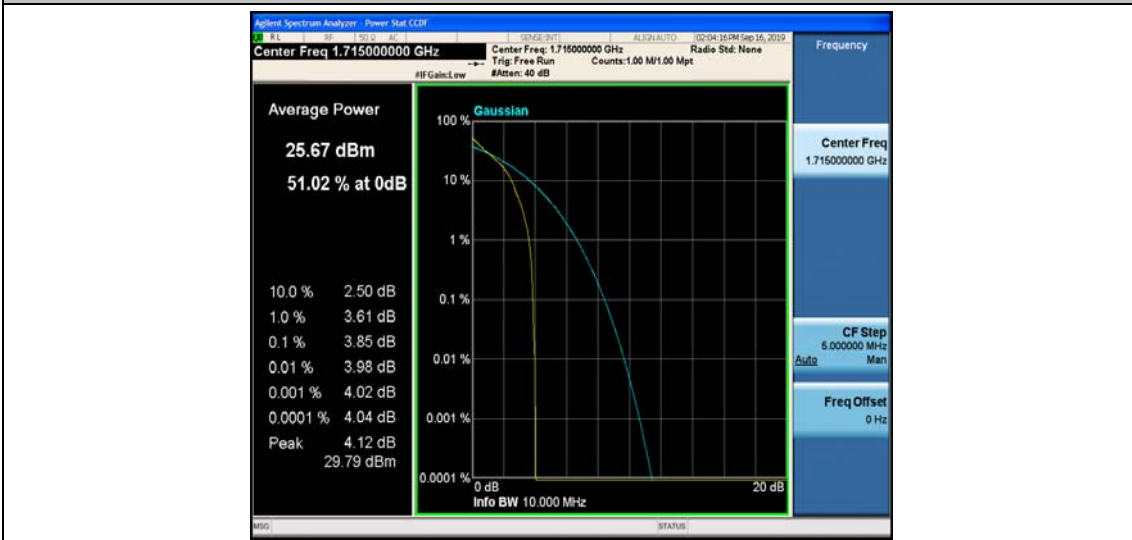 Agilent Spectrum Analyzer - Power Stat CCDF
RL RF 50 Ω AC SENSE:INT ALIGN AUTO 02:04:16 PM Sep 16, 2019
Center Freq 1.715000000 GHz
Center Freq: 1.715000000 GHz Radio Std: None
Trig: Free Run Counts:1.00 M/1.00 Mpt
#IFGain:Low #Atten: 40 dB
Frequency
Average Power
25.67 dBm
51.02 % at 0dB
10.0 % 2.50 dB
1.0 % 3.61 dB
0.1 % 3.85 dB
0.01 % 3.98 dB
0.001 % 4.02 dB
0.0001 % 4.04 dB
Peak 4.12 dB
29.79 dBm
Gaussian
100 %
10 %
1 %
0.1 %
0.01 %
0.001 %
0.0001 %
0 dB 20 dB
Info BW 10.000 MHz
Center Freq
1.715000000 GHz
CF Step
5.000000 MHz
Auto Man
Freq Offset
0 Hz
MSG STATUS